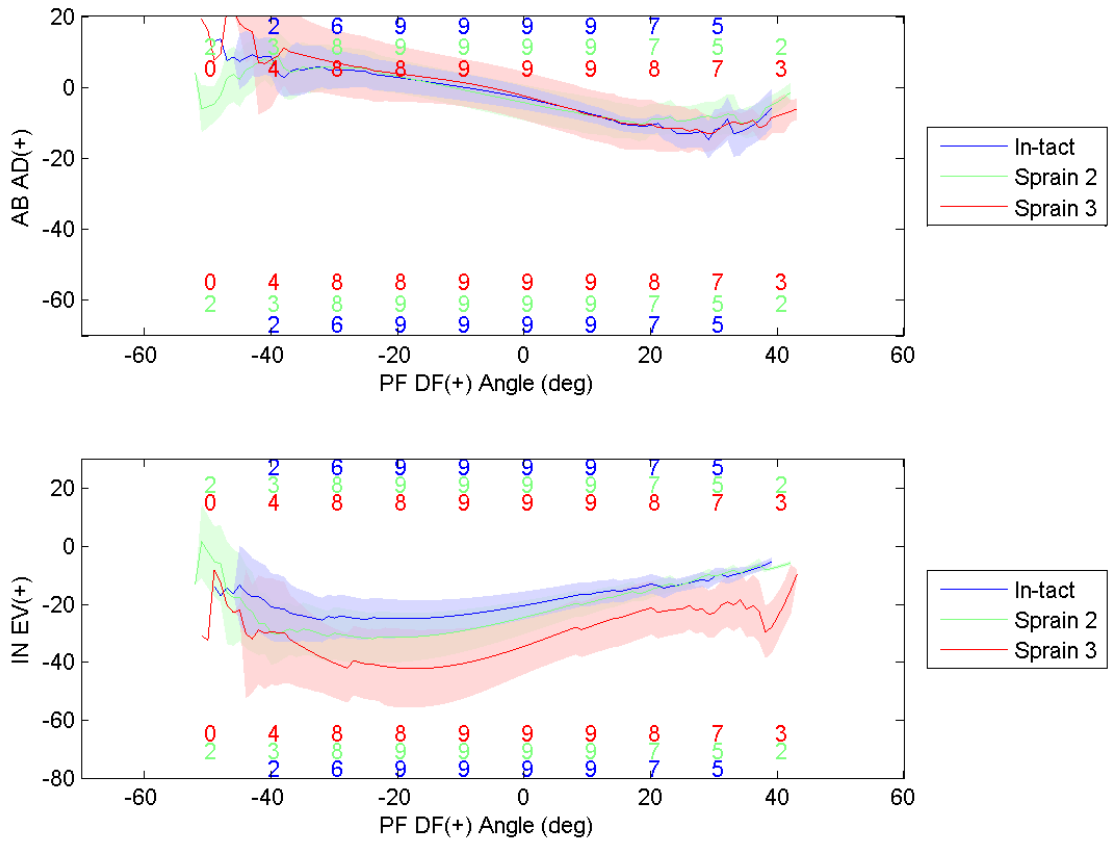 20
2 6 9 9 9 9 9 7 5
2 3 8 9 9 9 9 7 5 2
0 4 8 8 9 9 9 8 7 3
0
-20
-40
-60
AB AD(+)
0 4 8 8 9 9 9 8 7 3
2 3 8 9 9 9 9 7 5 2
2 6 9 9 9 9 9 7 5
-60 -40 -20 0 20 40 60
PF DF(+) Angle (deg)
In-tact
Sprain 2
Sprain 3
2 6 9 9 9 9 9 7 5
20
2 3 8 9 9 9 9 7 5 2
0 4 8 8 9 9 9 8 7 3
0
-20
-40
-60
-80
IN EV(+)
0 4 8 8 9 9 9 8 7 3
2 3 8 9 9 9 9 7 5 2
2 6 9 9 9 9 9 7 5
-60 -40 -20 0 20 40 60
PF DF(+) Angle (deg)
In-tact
Sprain 2
Sprain 3